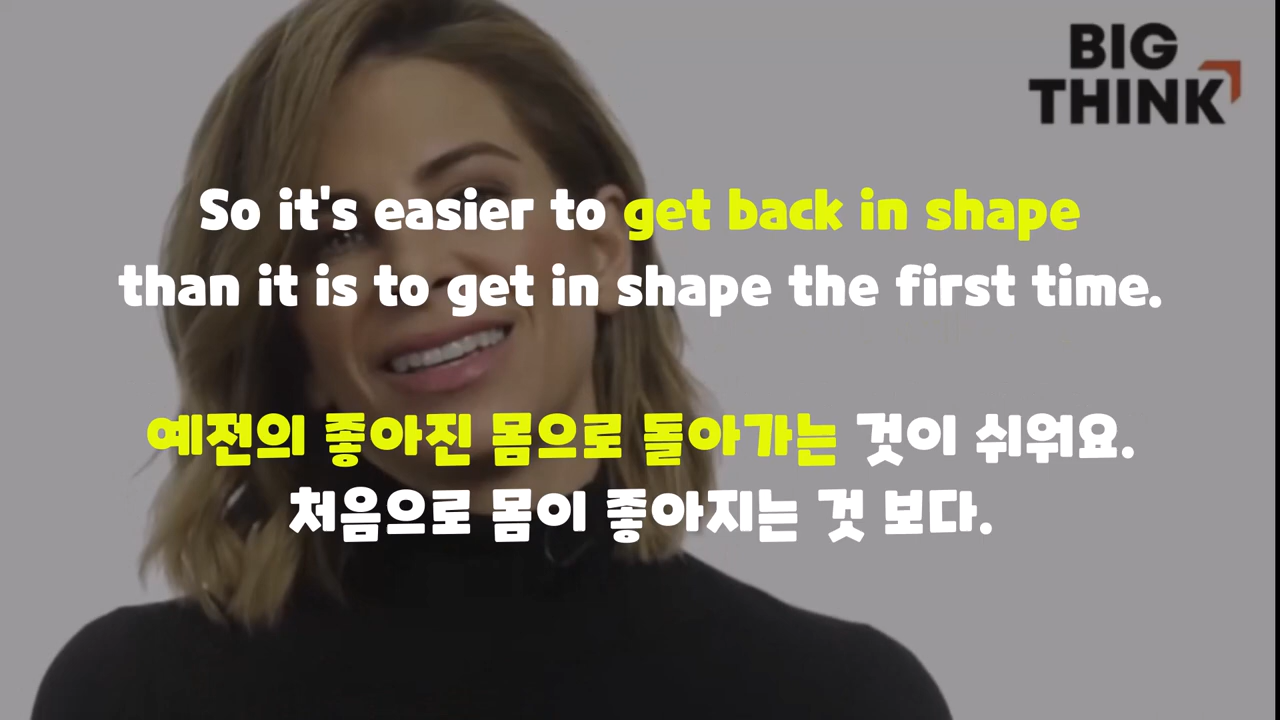 BIG
THINK
So it's easier to get back in shape
than it is to get in shape the first time.
예전의 좋아진 몸으로 돌아가는 것이 쉬워요.
처음으로 몸이 좋아지는 것 보다.